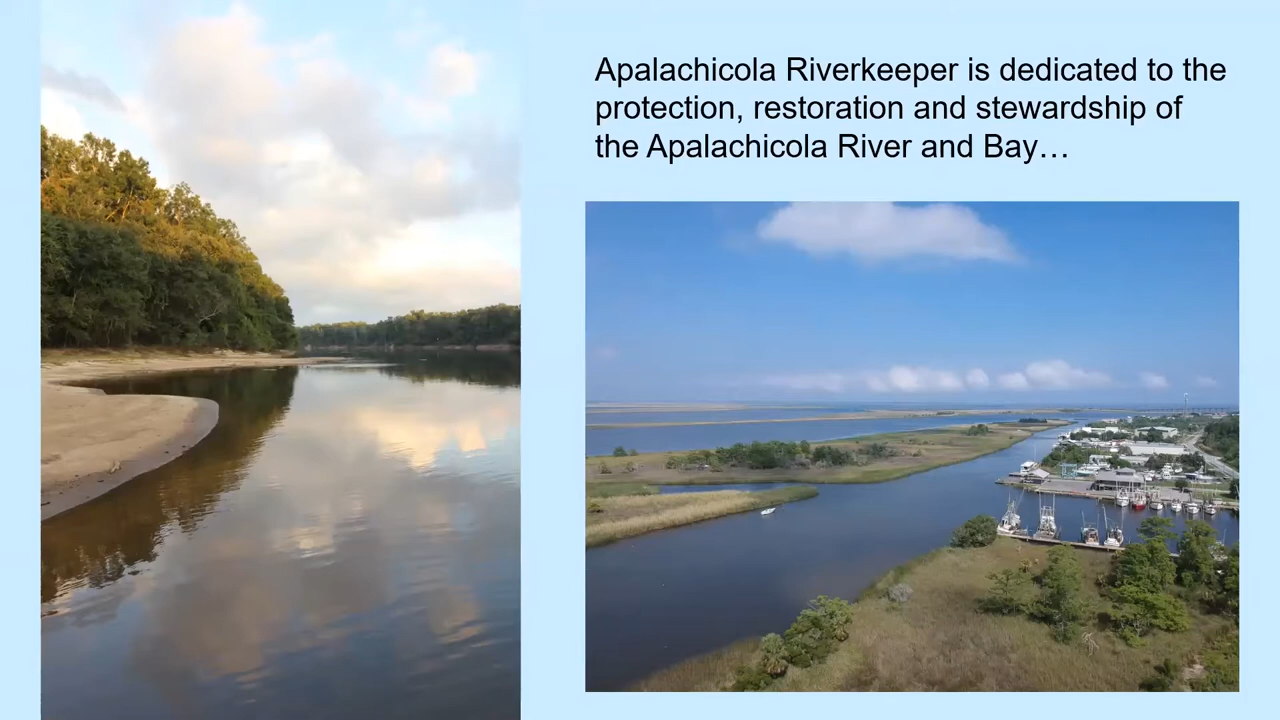 Apalachicola Riverkeeper is dedicated to the
protection, restoration and stewardship of
the Apalachicola River and Bay…